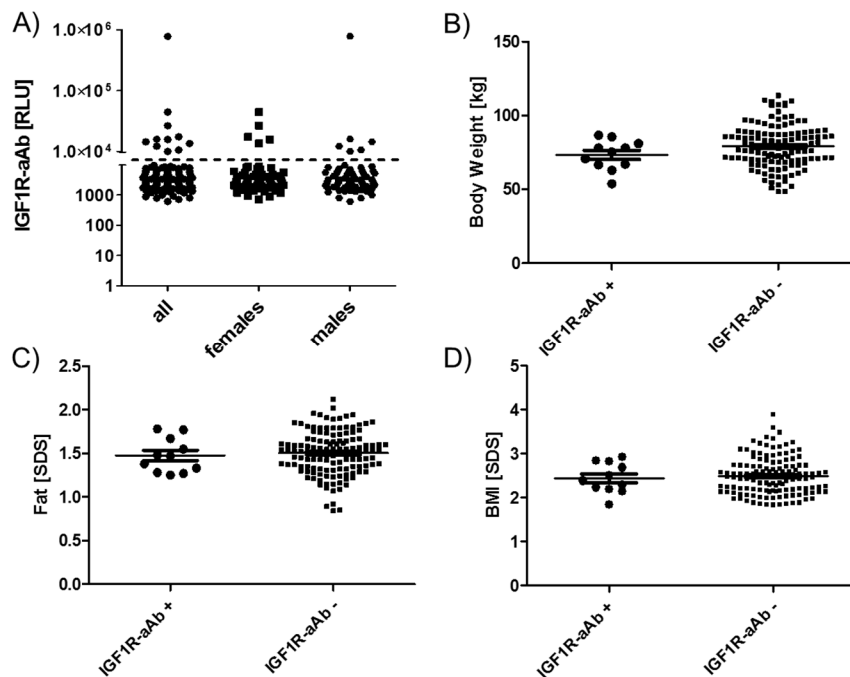 A)
IGF1R-aAb [RLU]
1.0×10⁶
1.0×10⁵
1.0×10⁴
1000
100
10
1
all
females
males
B)
Body Weight [kg]
150
100
50
0
IGF1R-aAb +
IGF1R-aAb -
C)
Fat [SDS]
2.5
2.0
1.5
1.0
0.5
0.0
IGF1R-aAb +
IGF1R-aAb -
D)
BMI [SDS]
5
4
3
2
1
0
IGF1R-aAb +
IGF1R-aAb -